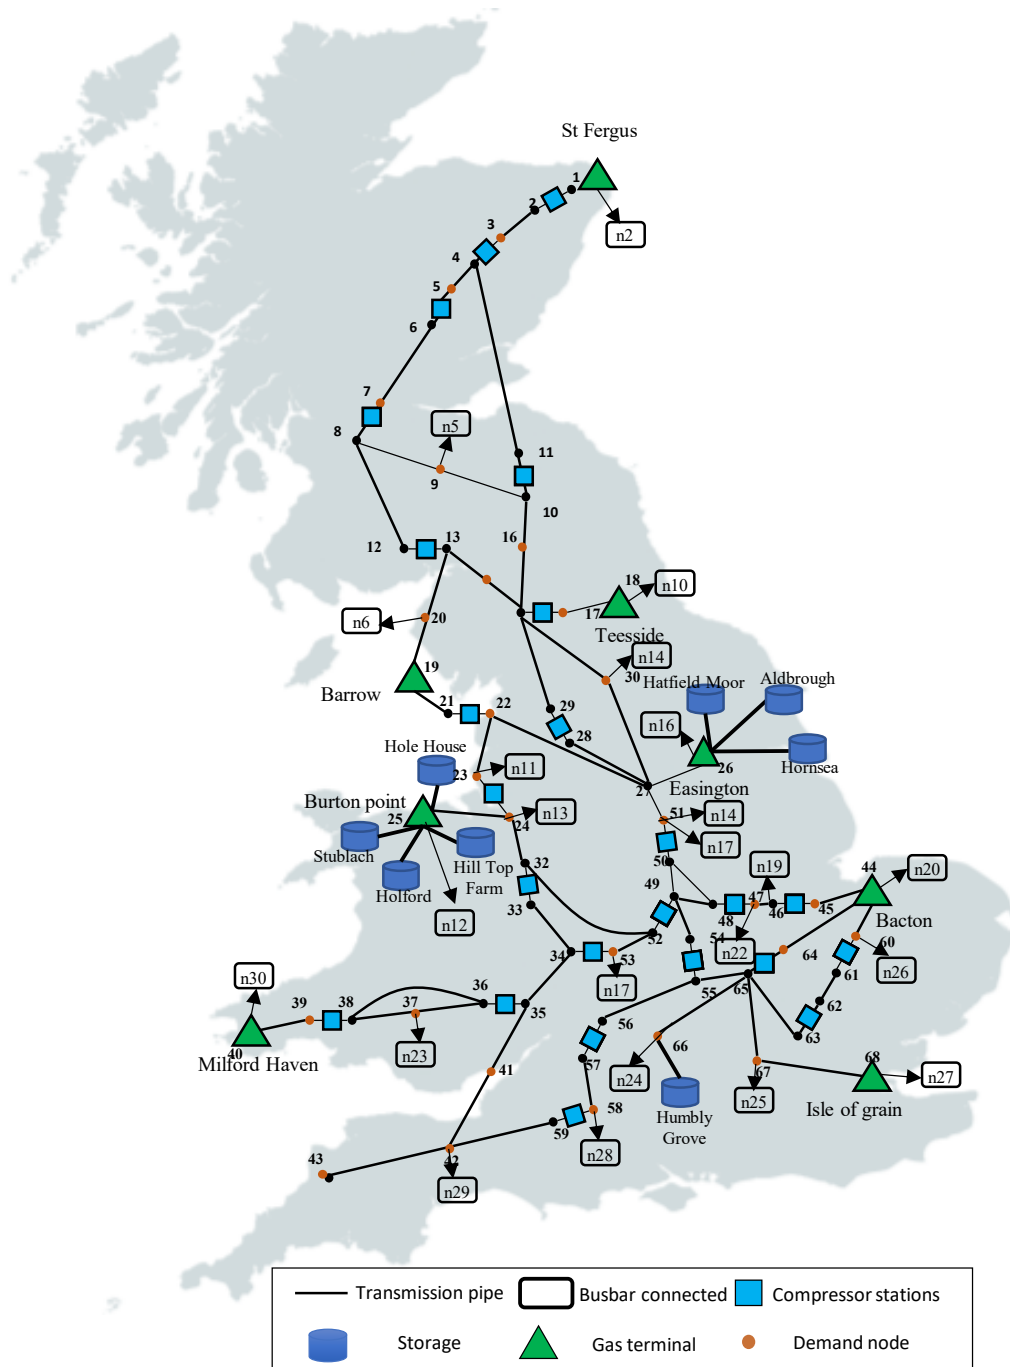 St Fergus
1
2
n2
3
4
5
6
7
8
n5
9
11
10
12
13
16
18
n10
17
Teesside
n6
20
n14
30
19
Barrow
Hatfield Moor
Aldbrough
21
22
29
28
n16
26
Hornsea
Hole House
23
n11
27
Easington
Burton point
25
n13
24
51
n14
n17
Stublach
Hill Top
Farm
Holford
32
50
n19
44
n20
n12
33
49
48
47
46
45
Bacton
52
54
n22
64
60
n26
34
53
n17
55
65
61
n30
39
38
37
36
35
62
63
40
Milford Haven
n23
56
57
66
n24
67
n25
68
n27
Isle of grain
41
Humbly
Grove
58
59
n28
43
42
n29
Transmission pipe
Busbar connected
Compressor stations
Storage
Gas terminal
Demand node